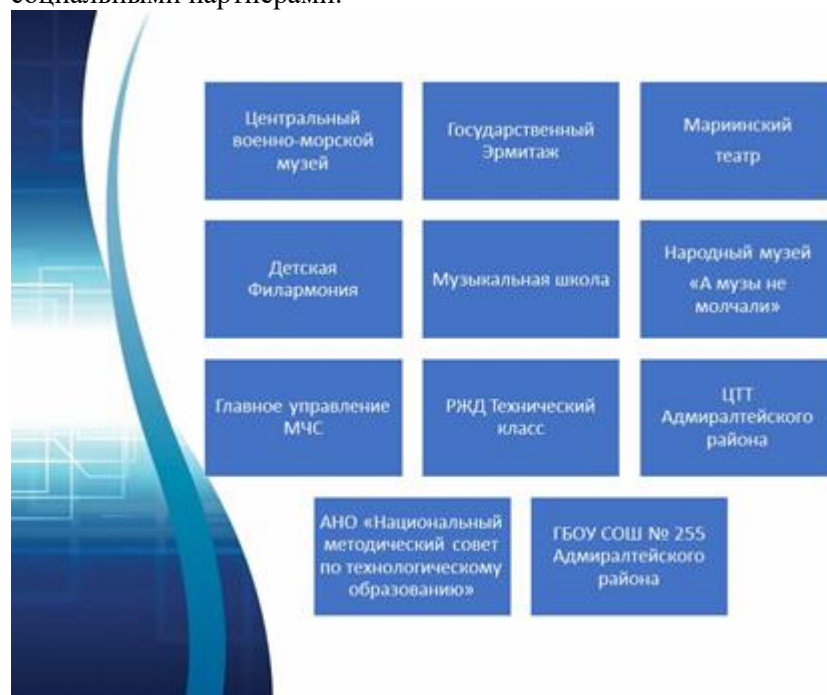 социальными партнерами.
Центральный
военно-морской
музей
Государственный
Эрмитаж
Мариинский
театр
Детская
Филармония
Музыкальная школа
Народный музей
«А музы не
молчали»
Главное управление
МЧС
РЖД Технический
класс
ЦТТ
Адмиралтейского
района
АНО «Национальный
методический совет
по технологическому
образованию»
ГБОУ СОШ № 255
Адмиралтейского
района